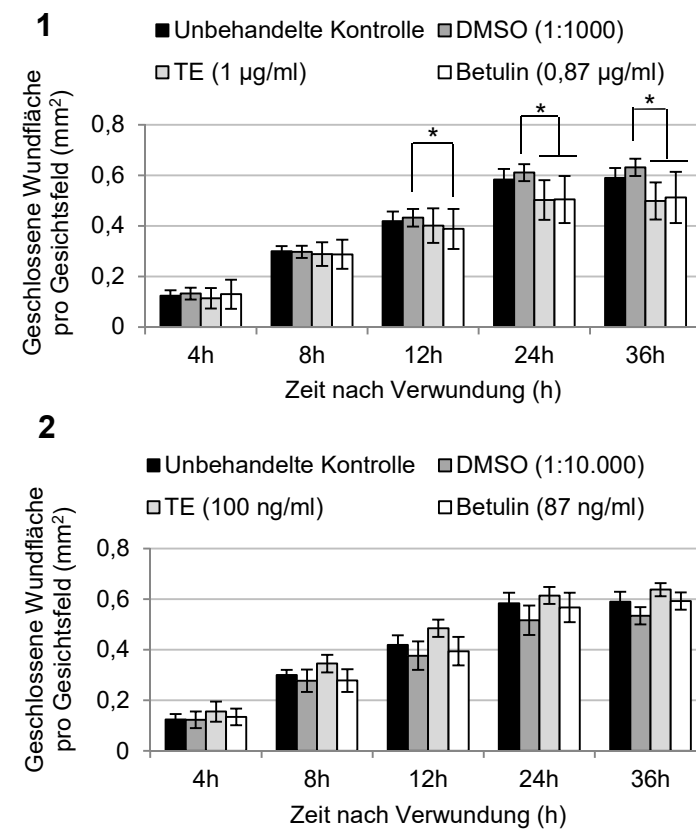 1
Unbehandelte Kontrolle DMSO (1:1000)
TE (1 µg/ml) Betulin (0,87 µg/ml)
Geschlossene Wundfläche
pro Gesichtsfeld (mm²)
0,8
0,6
0,4
0,2
0
* * *
4h 8h 12h 24h 36h
Zeit nach Verwundung (h)
2
Unbehandelte Kontrolle DMSO (1:10.000)
TE (100 ng/ml) Betulin (87 ng/ml)
Geschlossene Wundfläche
pro Gesichtsfeld (mm²)
0,8
0,6
0,4
0,2
0
4h 8h 12h 24h 36h
Zeit nach Verwundung (h)